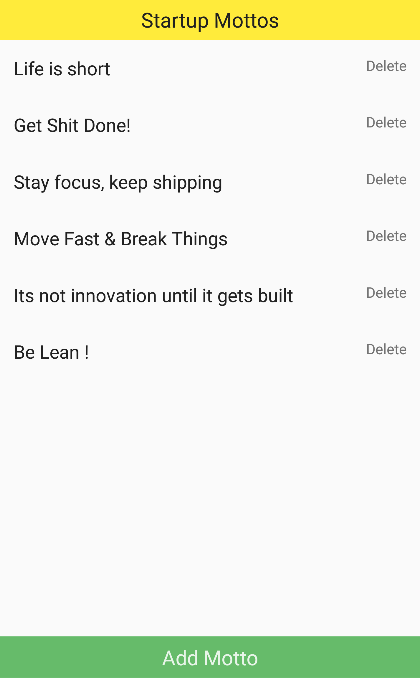 Startup Mottos
Life is short Delete
Get Shit Done! Delete
Stay focus, keep shipping Delete
Move Fast & Break Things Delete
Its not innovation until it gets built Delete
Be Lean ! Delete
Add Motto